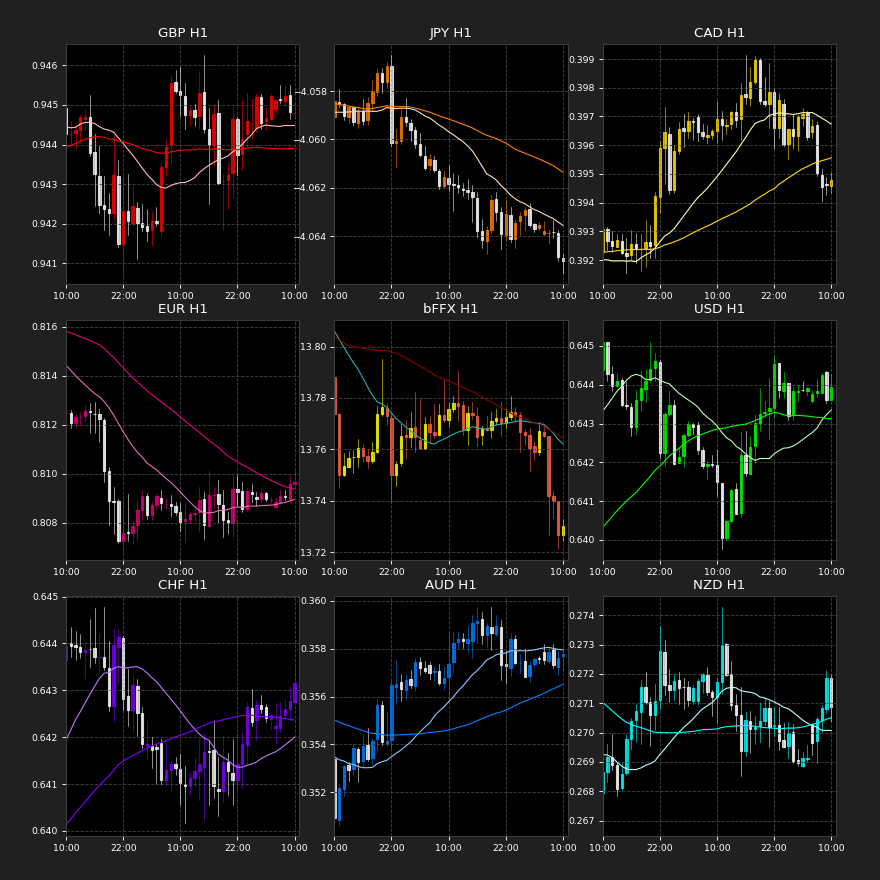 GBP H1
0.946
0.945
0.944
0.943
0.942
0.941
10:00 22:00 10:00 22:00 10:00
JPY H1
−4.058
−4.060
−4.062
−4.064
10:00 22:00 10:00 22:00 10:00
CAD H1
0.399
0.398
0.397
0.396
0.395
0.394
0.393
0.392
10:00 22:00 10:00 22:00 10:00
EUR H1
0.816
0.814
0.812
0.810
0.808
10:00 22:00 10:00 22:00 10:00
bFFX H1
13.80
13.78
13.76
13.74
13.72
10:00 22:00 10:00 22:00 10:00
USD H1
0.645
0.644
0.643
0.642
0.641
0.640
10:00 22:00 10:00 22:00 10:00
CHF H1
0.645
0.644
0.643
0.642
0.641
0.640
10:00 22:00 10:00 22:00 10:00
AUD H1
0.360
0.358
0.356
0.354
0.352
10:00 22:00 10:00 22:00 10:00
NZD H1
0.274
0.273
0.272
0.271
0.270
0.269
0.268
0.267
10:00 22:00 10:00 22:00 10:00